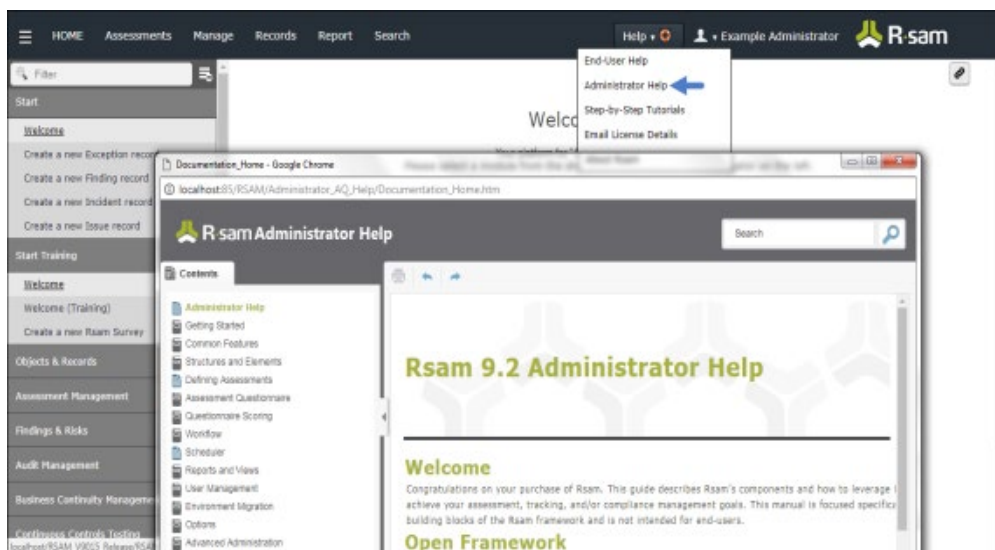 HOME Assessments Manage Records Report Search Help Example Administrator Rsam
Filter
Start
Welcome
Create a new Exception record
Create a new Finding record
Create a new Incident record
Create a new Issue record
Start Training
Welcome
Welcome (Training)
Create a new Rsam Survey
Objects & Records
Assessment Management
Findings & Risks
Audit Management
Business Continuity Manageme
Continuous Controls Testing
End-User Help
Administrator Help
Step-by-Step Tutorials
Email License Details
About Rsam
Welc
Documentation_Home - Google Chrome
localhost:85/RSAM/Administrator_AQ_Help/Documentation_Home.htm
Rsam Administrator Help
Search
Contents
Administrator Help
Getting Started
Common Features
Structures and Elements
Defining Assessments
Assessment Questionnaire
Questionnaire Scoring
Workflow
Scheduler
Reports and Views
User Management
Environment Migration
Options
Advanced Administration
Rsam 9.2 Administrator Help
Welcome
Congratulations on your purchase of Rsam. This guide describes Rsam's components and how to leverage
achieve your assessment, tracking, and/or compliance management goals. This manual is focused specifica
building blocks of the Rsam framework and is not intended for end-users.
Open Framework